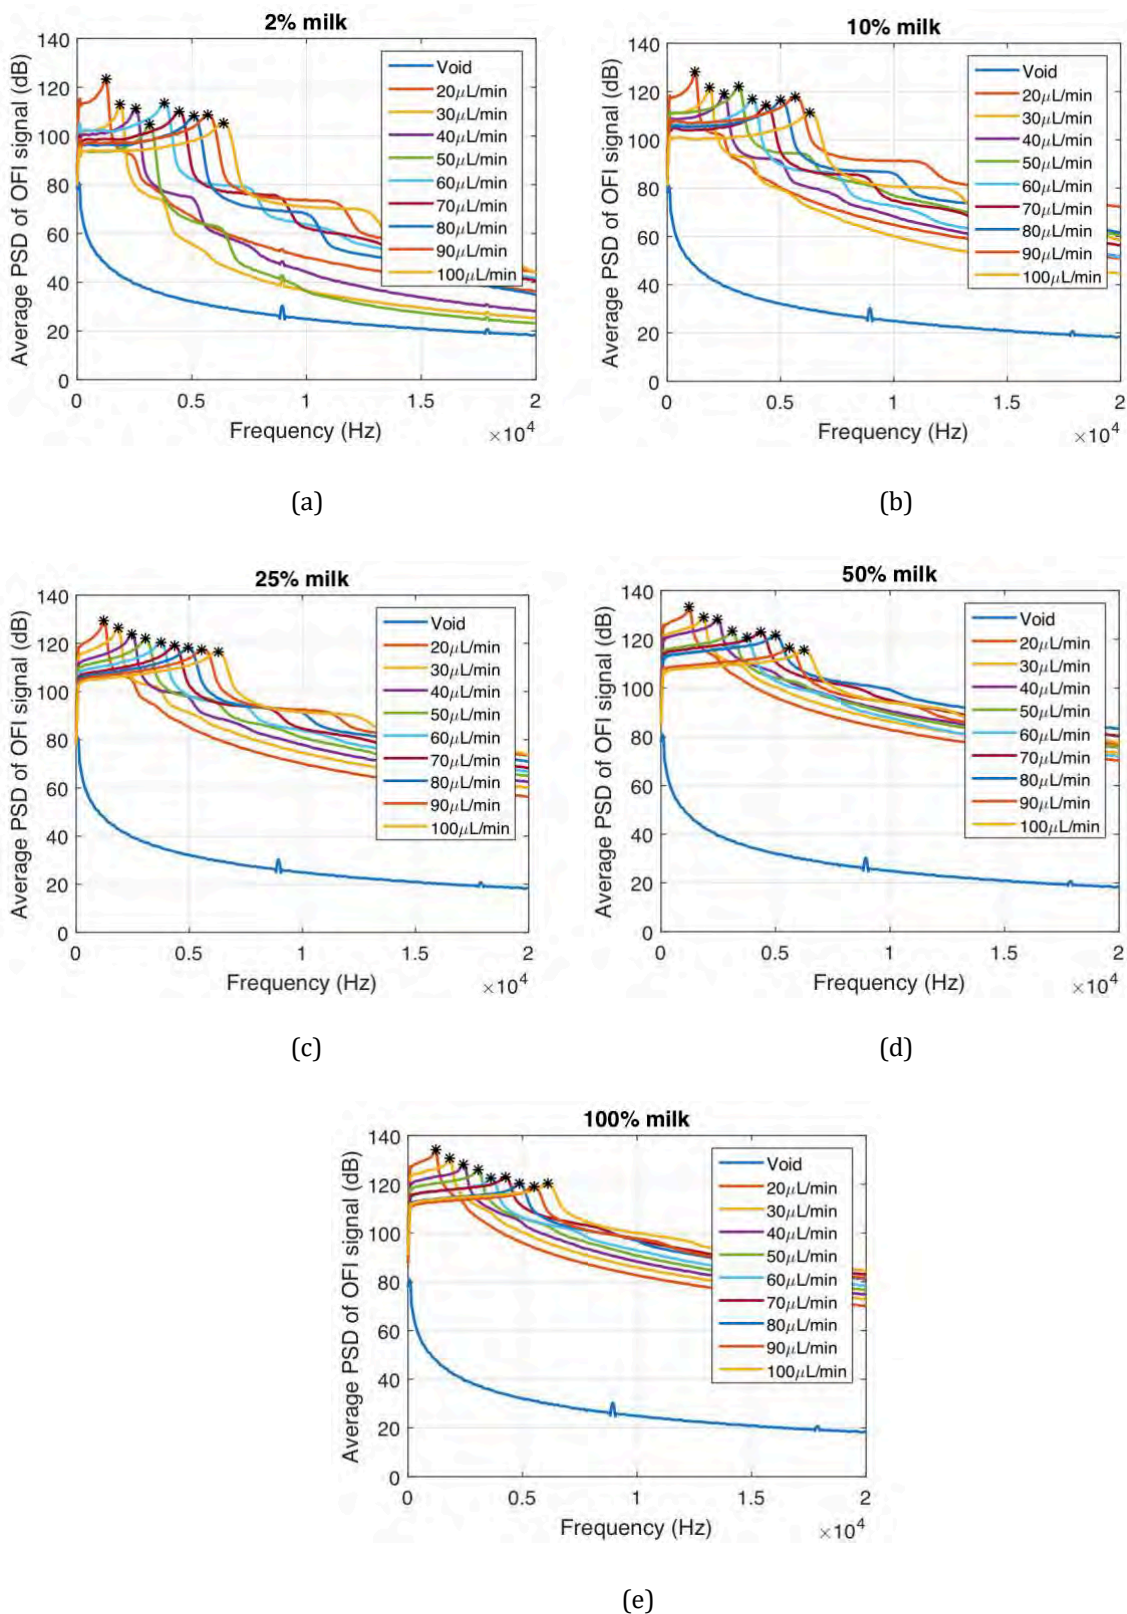 2% milk
140
120
100
80
60
40
20
0
Average PSD of OFI signal (dB)
Void
20μL/min
30μL/min
40μL/min
50μL/min
60μL/min
70μL/min
80μL/min
90μL/min
100μL/min
0 0.5 1 1.5 2
Frequency (Hz)
×10⁴
(a)
10% milk
140
120
100
80
60
40
20
0
Average PSD of OFI signal (dB)
Void
20μL/min
30μL/min
40μL/min
50μL/min
60μL/min
70μL/min
80μL/min
90μL/min
100μL/min
0 0.5 1 1.5 2
Frequency (Hz)
×10⁴
(b)
25% milk
140
120
100
80
60
40
20
0
Average PSD of OFI signal (dB)
Void
20μL/min
30μL/min
40μL/min
50μL/min
60μL/min
70μL/min
80μL/min
90μL/min
100μL/min
0 0.5 1 1.5 2
Frequency (Hz)
×10⁴
(c)
50% milk
140
120
100
80
60
40
20
0
Average PSD of OFI signal (dB)
Void
20μL/min
30μL/min
40μL/min
50μL/min
60μL/min
70μL/min
80μL/min
90μL/min
100μL/min
0 0.5 1 1.5 2
Frequency (Hz)
×10⁴
(d)
100% milk
140
120
100
80
60
40
20
0
Average PSD of OFI signal (dB)
Void
20μL/min
30μL/min
40μL/min
50μL/min
60μL/min
70μL/min
80μL/min
90μL/min
100μL/min
0 0.5 1 1.5 2
Frequency (Hz)
×10⁴
(e)